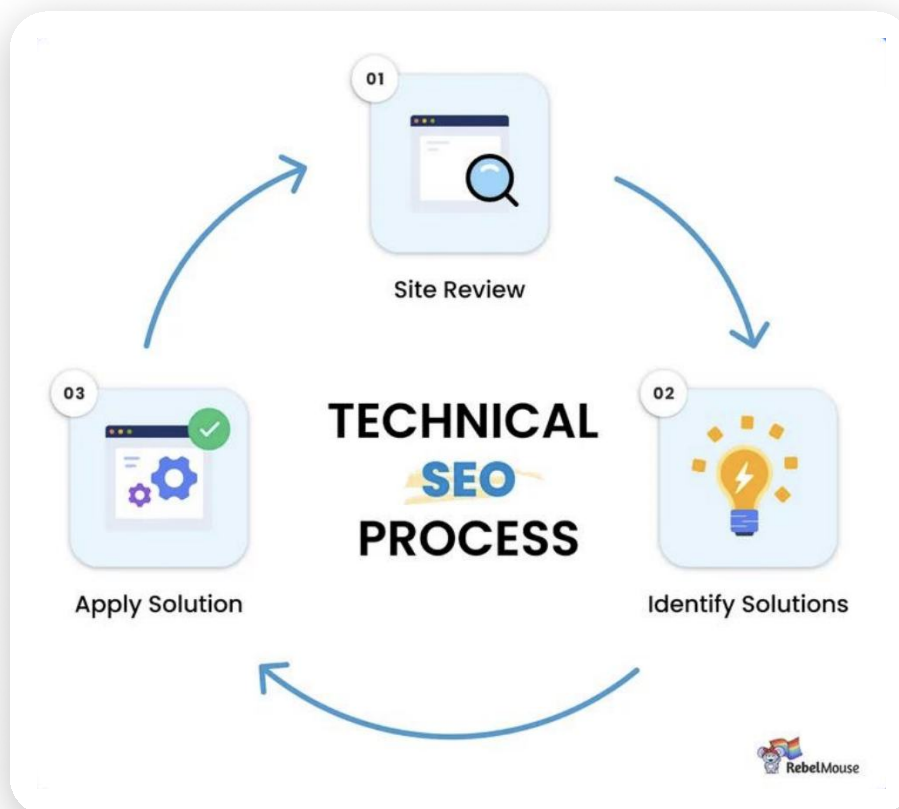 01
Site Review
02
Identify Solutions
03
Apply Solution
TECHNICAL
SEO
PROCESS
RebelMouse